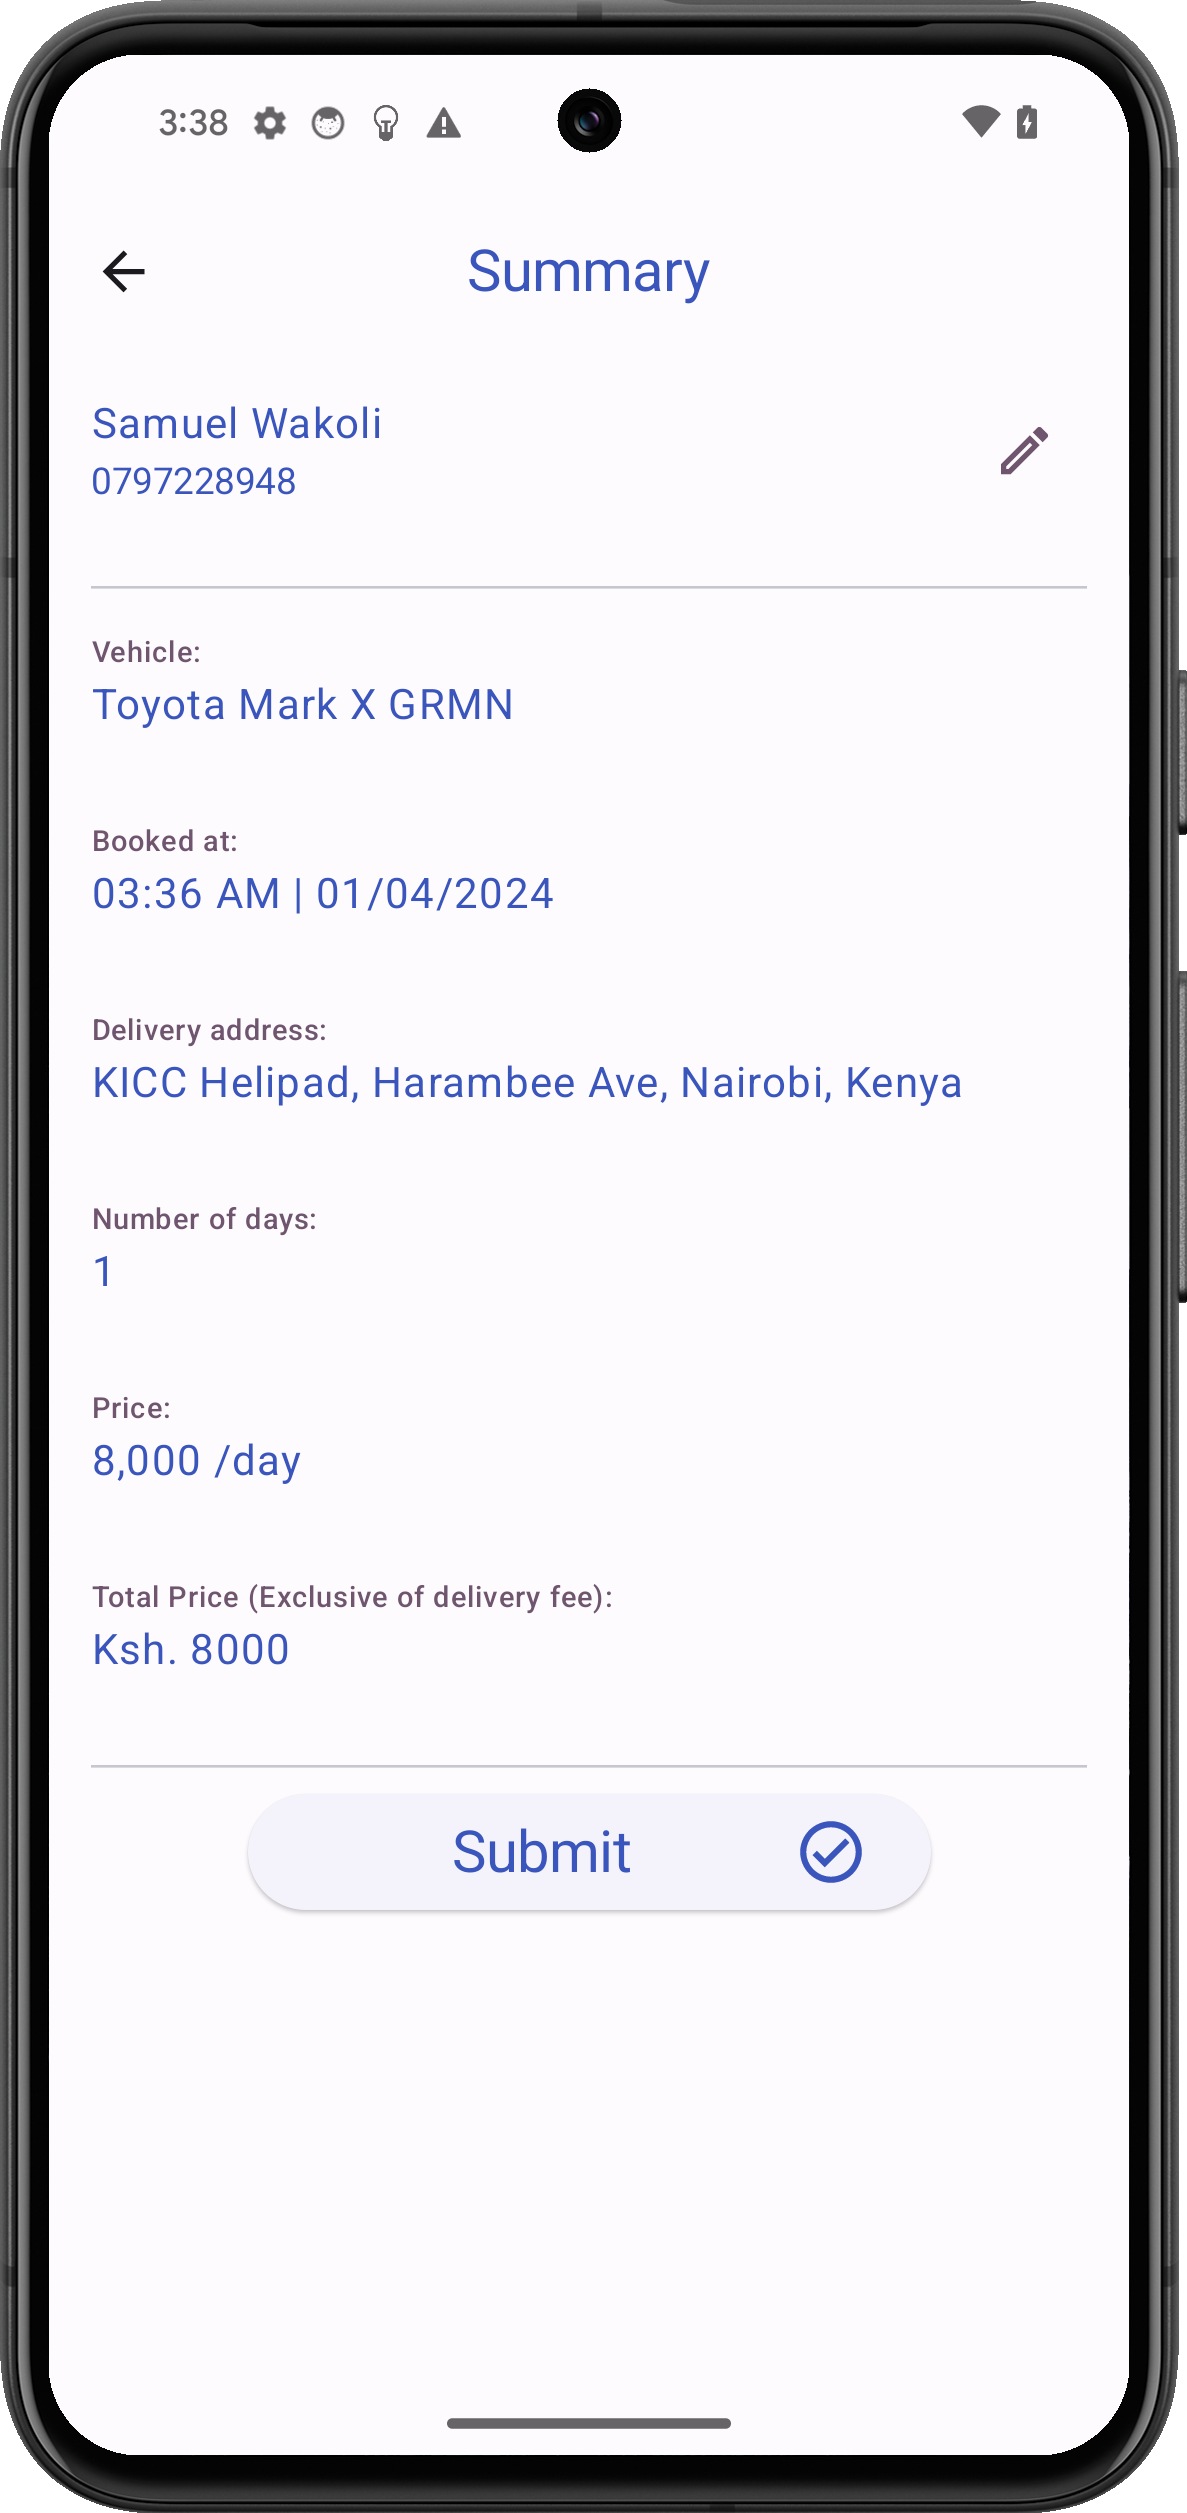 3:38
Summary
Samuel Wakoli
0797228948
Vehicle:
Toyota Mark X GRMN
Booked at:
03:36 AM | 01/04/2024
Delivery address:
KICC Helipad, Harambee Ave, Nairobi, Kenya
Number of days:
1
Price:
8,000 /day
Total Price (Exclusive of delivery fee):
Ksh. 8000
Submit